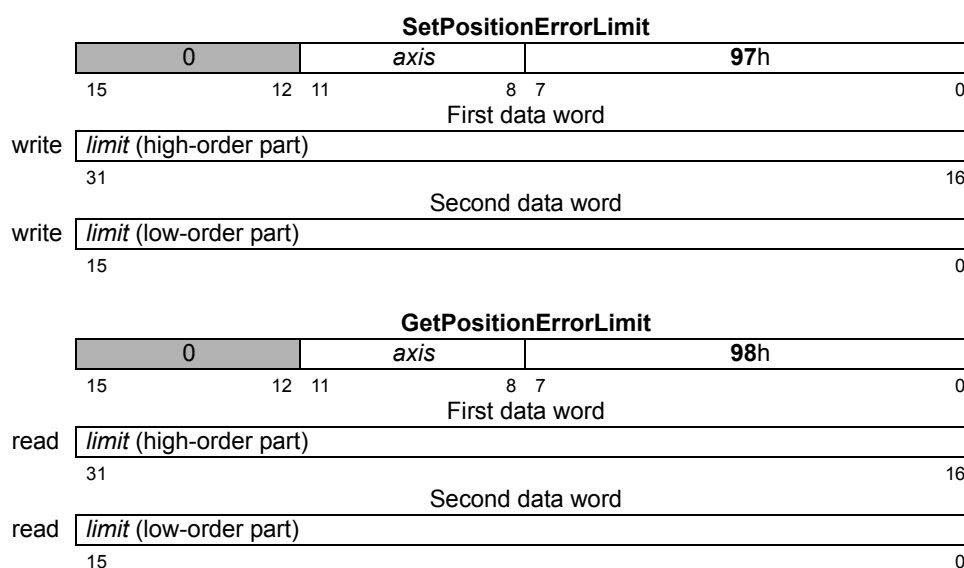 SetPositionErrorLimit
0 axis 97h
15 12 11 8 7 0
First data word
write limit (high-order part)
31 16
Second data word
write limit (low-order part)
15 0
GetPositionErrorLimit
0 axis 98h
15 12 11 8 7 0
First data word
read limit (high-order part)
31 16
Second data word
read limit (low-order part)
15 0